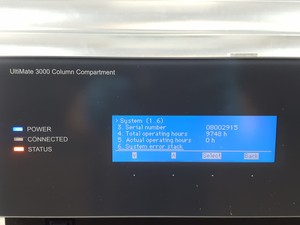 UltiMate 3000 Column Compartment
POWER
CONNECTED
STATUS
> System (1.6)
3. Serial number 08002915
4. Total operating hours 9748 h
5. Actual operating hours 0 h
6. System error stack
Select Back